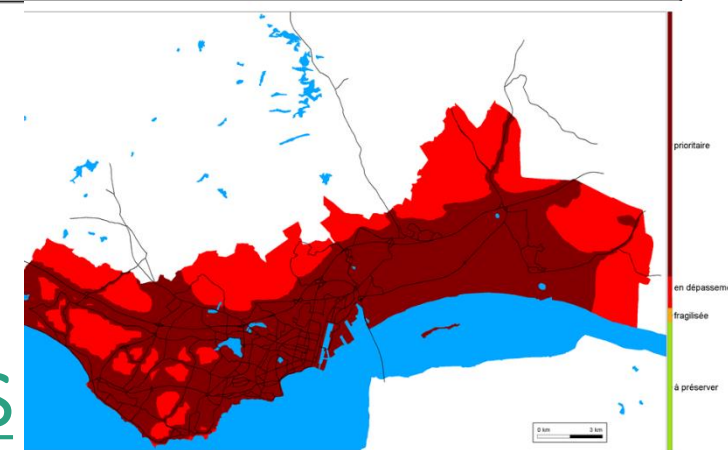 prioritaire
en dépasseme
fragilisée
à préserver
S
0 km 3 km